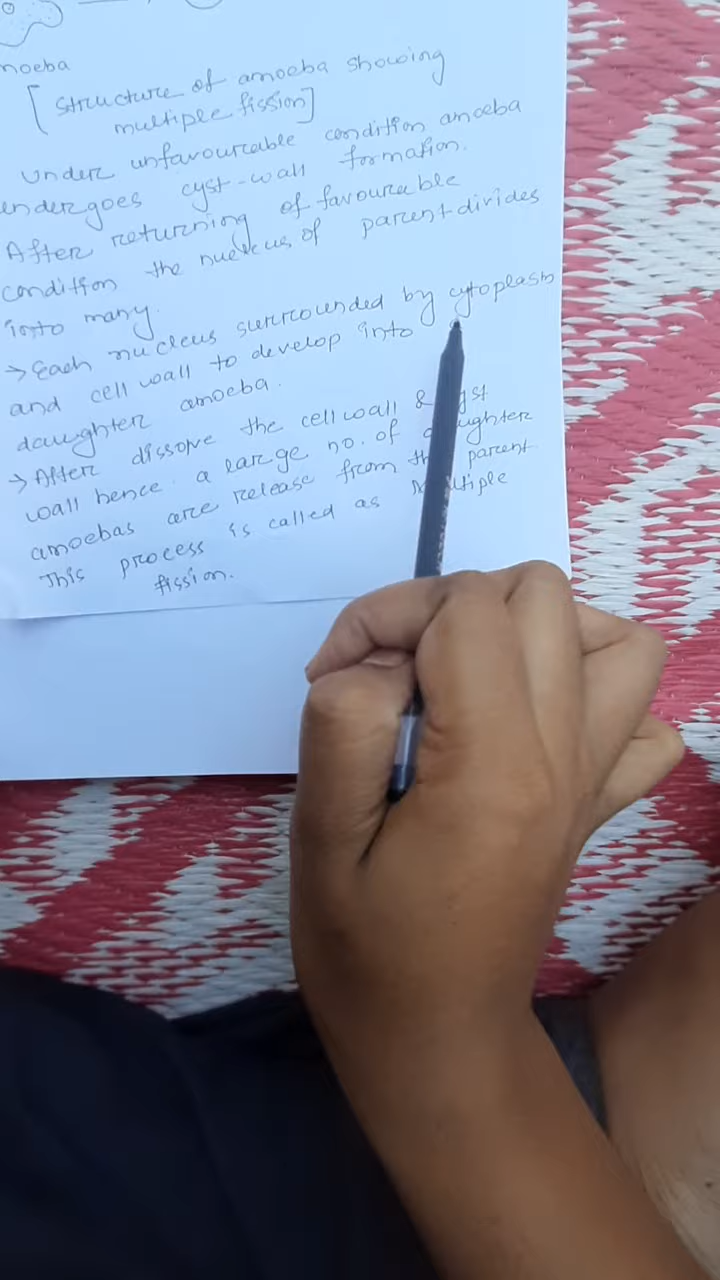 moeba
[structure of amoeba showing
multiple fission]
under unfavourable condition amoeba
undergoes cyst-wall formation.
After returning of favourable
condition the nucleus of parent divides
into many.
→ Each nucleus surrounded by cytoplasm
and cell wall to develop into
daughter amoeba.
→ After dissolve the cell wall & cyst
wall hence a large no. of daughter
amoebas are release from the parent
This process is called as Multiple
fission.